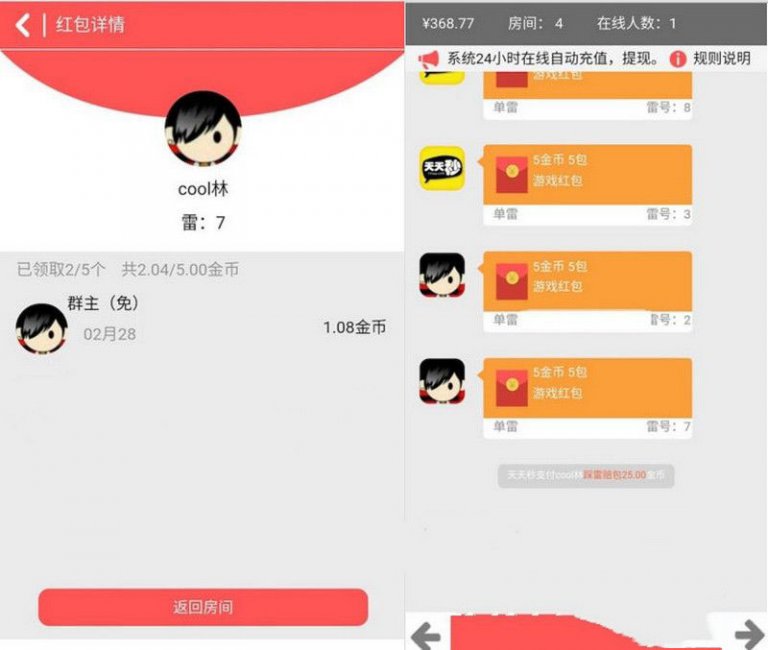 红包详情
cool林
雷：7
已领取2/5个 共2.04/5.00金币
群主（免）
02月28
1.08金币
返回房间
¥368.77 房间： 4 在线人数：1
系统24小时在线自动充值，提现。 规则说明
游戏红包
单雷 雷号：8
天天秒
5金币 5包
游戏红包
单雷 雷号：3
5金币 5包
游戏红包
单雷 雷号：2
5金币 5包
游戏红包
单雷 雷号：7
天天秒支付cool林踩雷赔包25.00金币